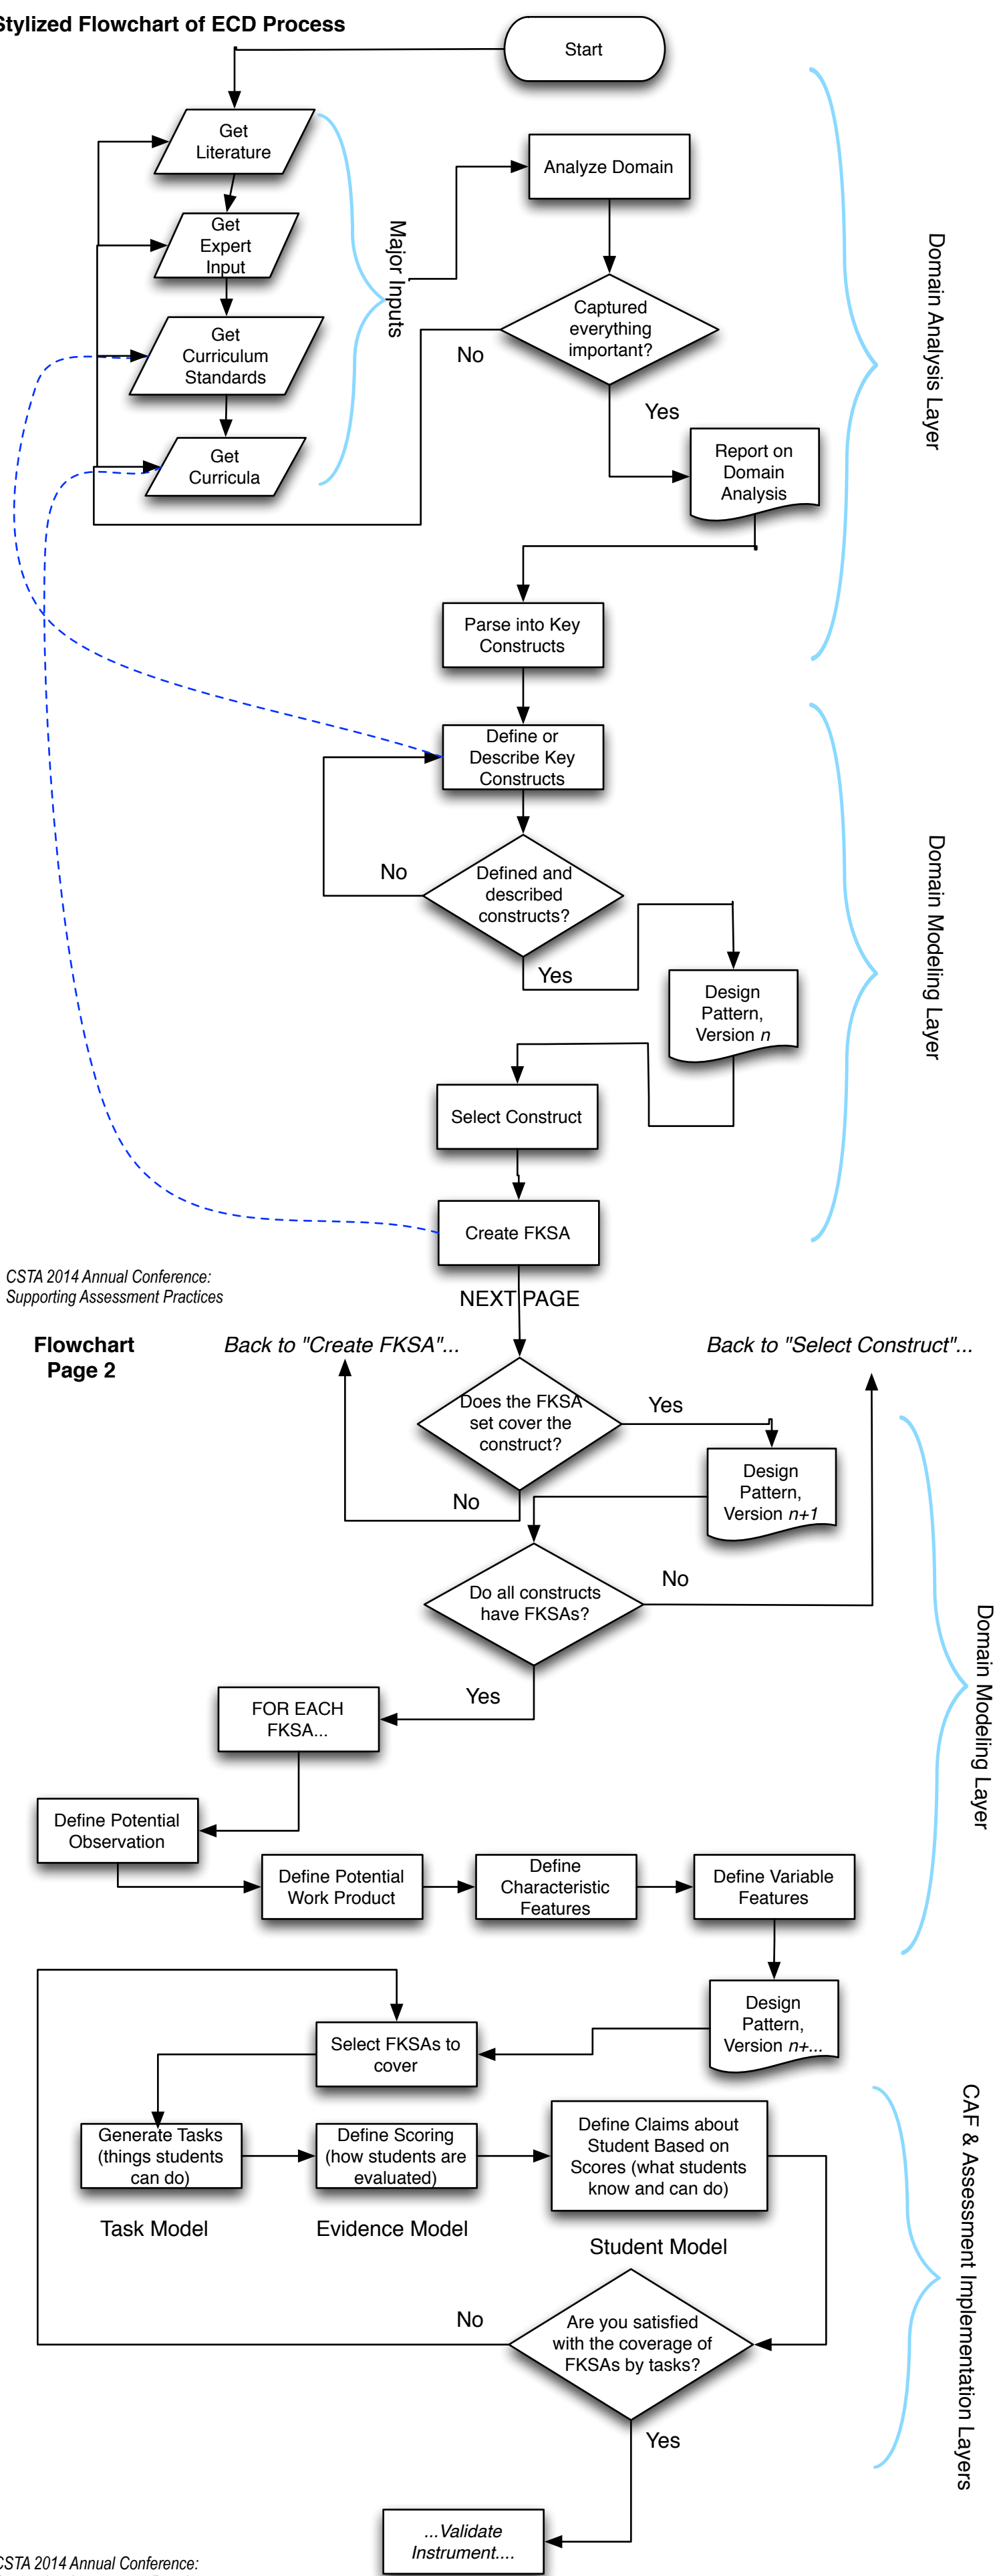 Stylized Flowchart of ECD Process
Start
Get
Literature
Get
Expert
Input
Get
Curriculum
Standards
Get
Curricula
Major Inputs
Analyze Domain
Captured
everything
important?
No
Yes
Report on
Domain
Analysis
Domain Analysis Layer
Parse into Key
Constructs
Define or
Describe Key
Constructs
Defined and
described
constructs?
No
Yes
Design
Pattern,
Version n
Domain Modeling Layer
Select Construct
Create FKSA
CSTA 2014 Annual Conference:
Supporting Assessment Practices
NEXT PAGE
Flowchart
Page 2
Back to "Create FKSA"...
Back to "Select Construct"...
Does the FKSA
set cover the
construct?
Yes
No
Design
Pattern,
Version n+1
Do all constructs
have FKSAs?
No
Yes
FOR EACH
FKSA...
Domain Modeling Layer
Define Potential
Observation
Define Potential
Work Product
Define
Characteristic
Features
Define Variable
Features
Design
Pattern,
Version n+...
Select FKSAs to
cover
Generate Tasks
(things students
can do)
Define Scoring
(how students are
evaluated)
Define Claims about
Student Based on
Scores (what students
know and can do)
Task Model
Evidence Model
Student Model
CAF & Assessment Implementation Layers
Are you satisfied
with the coverage of
FKSAs by tasks?
No
Yes
...Validate
Instrument....
CSTA 2014 Annual Conference: